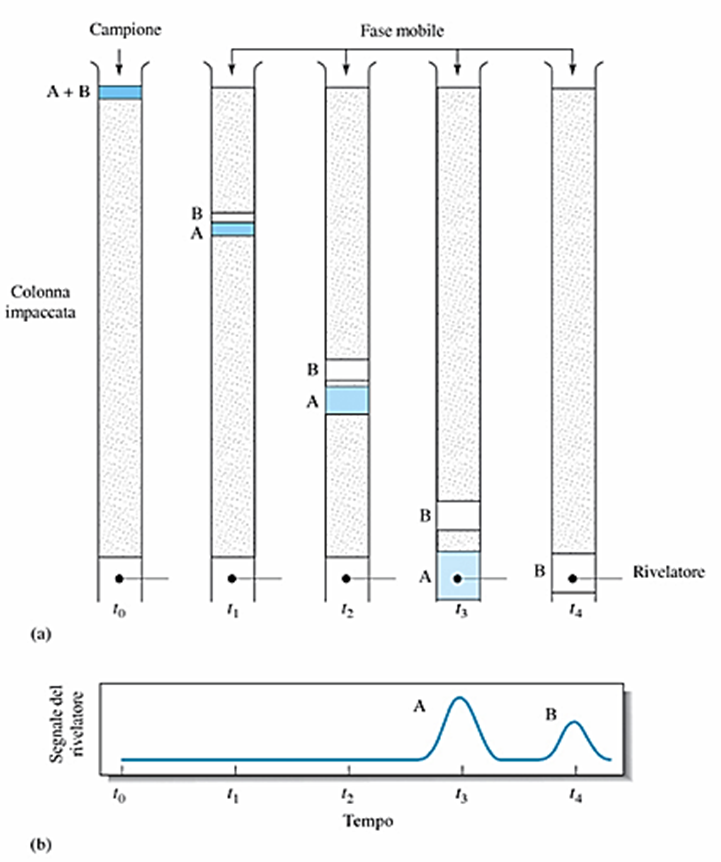 Campione
Fase mobile
A + B
B
A
Colonna
impaccata
B
A
B
A
B
Rivelatore
t0 t1 t2 t3 t4
(a)
Segnale del
rivelatore
A
B
t0 t1 t2 t3 t4
Tempo
(b)